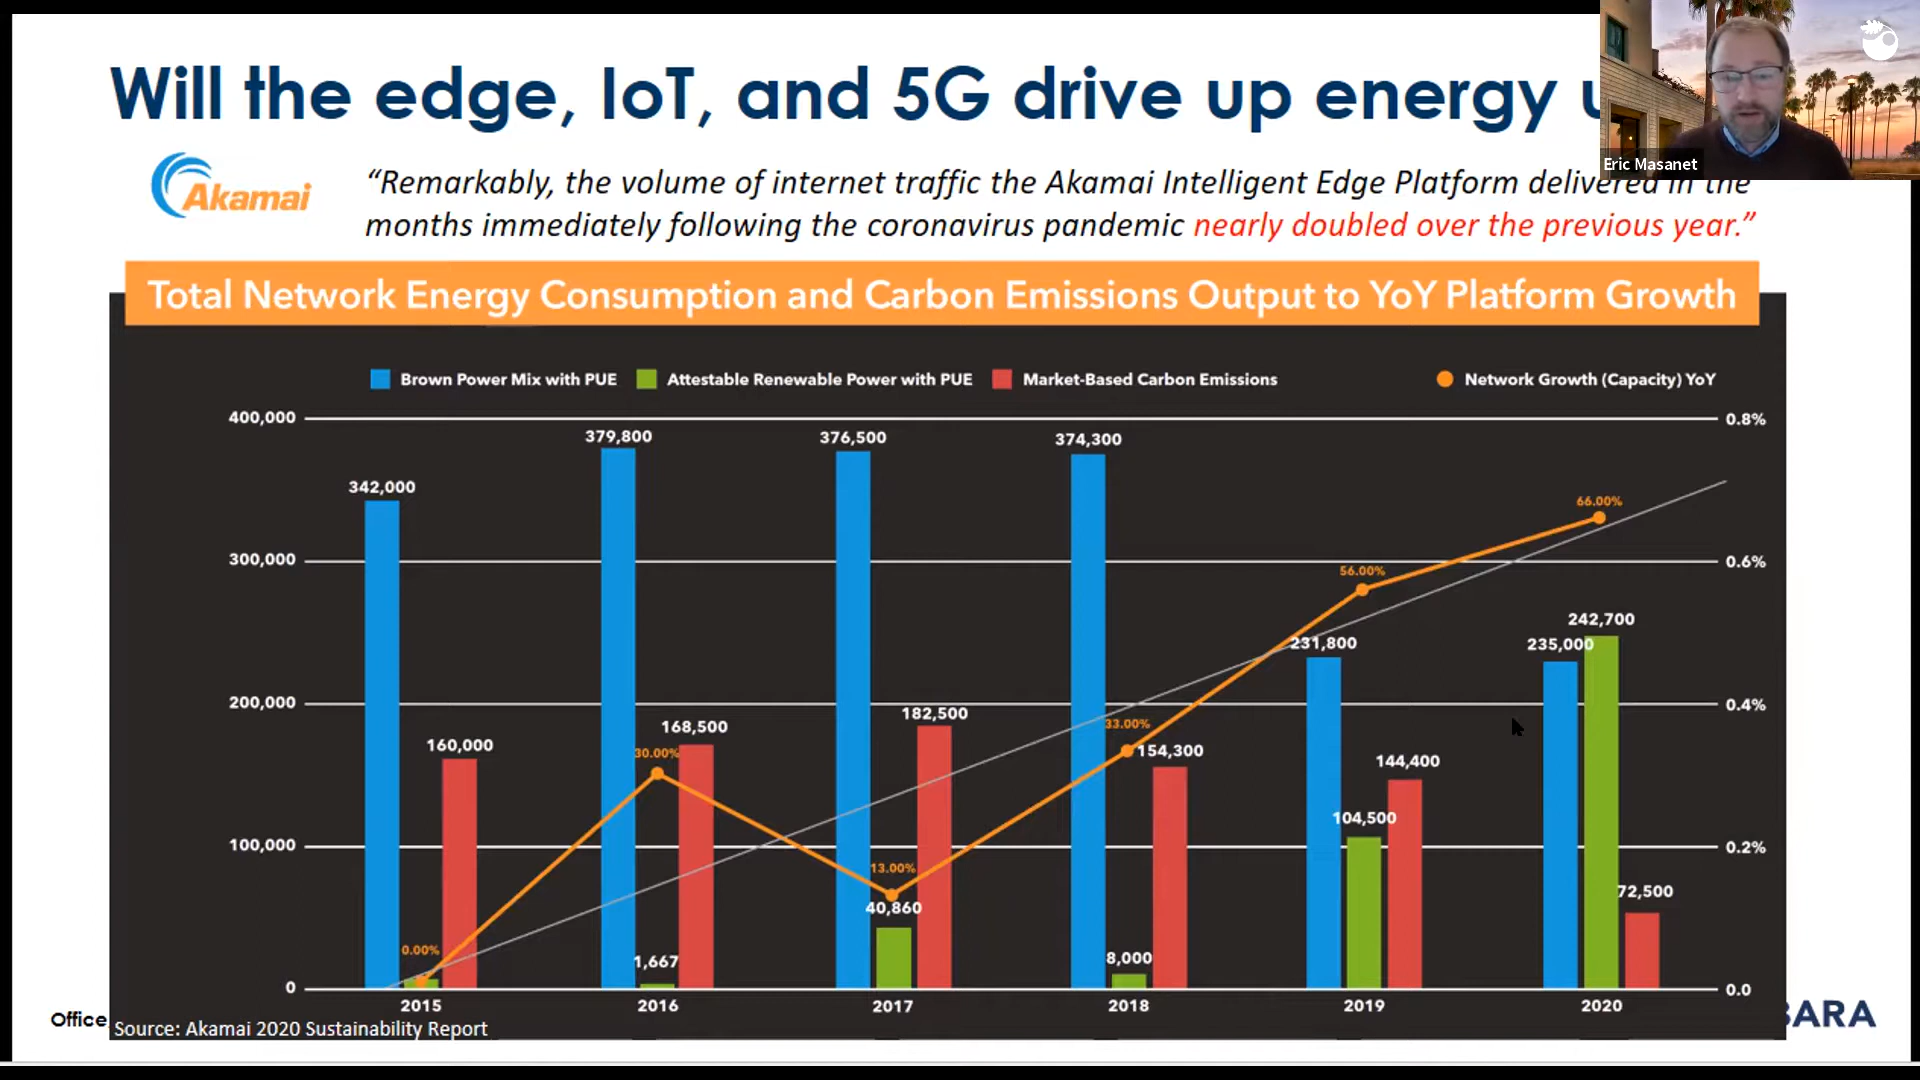 Will the edge, IoT, and 5G drive up energy
Eric Masanet
Akamai
“Remarkably, the volume of internet traffic the Akamai Intelligent Edge Platform delivered in the
months immediately following the coronavirus pandemic nearly doubled over the previous year.”
Total Network Energy Consumption and Carbon Emissions Output to YoY Platform Growth
Brown Power Mix with PUE Attestable Renewable Power with PUE Market-Based Carbon Emissions Network Growth (Capacity) YoY
400,000 0.8%
379,800 376,500 374,300
342,000
66.00%
300,000 0.6%
56.00%
242,700
231,800 235,000
200,000 0.4%
182,500
33.00%
168,500
160,000 30.00% 154,300
144,400
104,500
100,000 0.2%
13.00%
72,500
40,860
0.00% 1,667 8,000
0 0.0
2015 2016 2017 2018 2019 2020
Office
Source: Akamai 2020 Sustainability Report
BARA